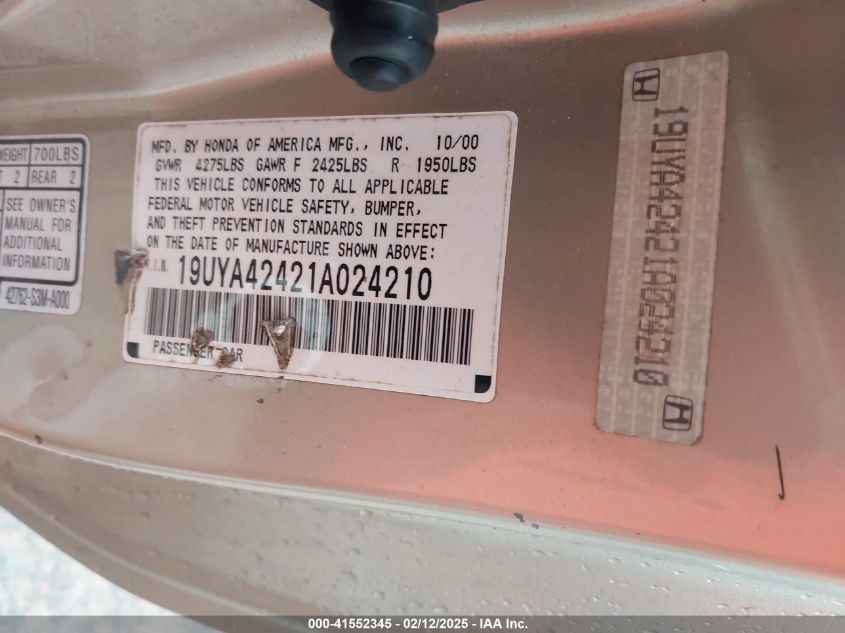 EIGHT 700LBS
T 2 REAR 2
SEE OWNER'S
MANUAL FOR
ADDITIONAL
INFORMATION
42762-S3M-A000
MFD. BY HONDA OF AMERICA MFG., INC. 10/00
GVWR 4275LBS GAWR F 2425LBS R 1950LBS
THIS VEHICLE CONFORMS TO ALL APPLICABLE
FEDERAL MOTOR VEHICLE SAFETY, BUMPER,
AND THEFT PREVENTION STANDARDS IN EFFECT
ON THE DATE OF MANUFACTURE SHOWN ABOVE:
V.I.N. 19UYA42421A024210
PASSENGER CAR
19UYA42421A024210
000-41552345 - 02/12/2025 - IAA Inc.